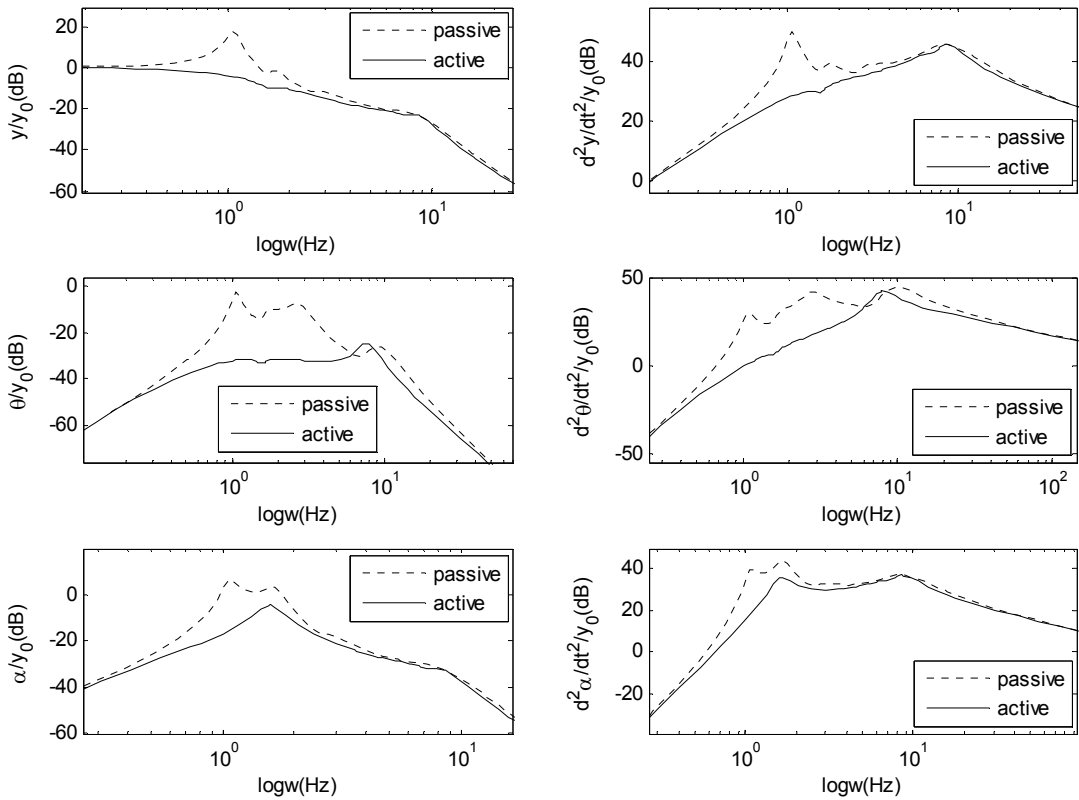 20
0
-20
-40
-60
y/y0(dB)
10^0
10^1
logw(Hz)
passive
active
40
20
0
d^2y/dt^2/y0(dB)
10^0
10^1
logw(Hz)
passive
active
0
-20
-40
-60
θ/y0(dB)
10^0
10^1
logw(Hz)
passive
active
50
0
-50
d^2θ/dt^2/y0(dB)
10^0
10^1
10^2
logw(Hz)
passive
active
0
-20
-40
-60
α/y0(dB)
10^0
10^1
logw(Hz)
passive
active
40
20
0
-20
d^2α/dt^2/y0(dB)
10^0
10^1
logw(Hz)
passive
active